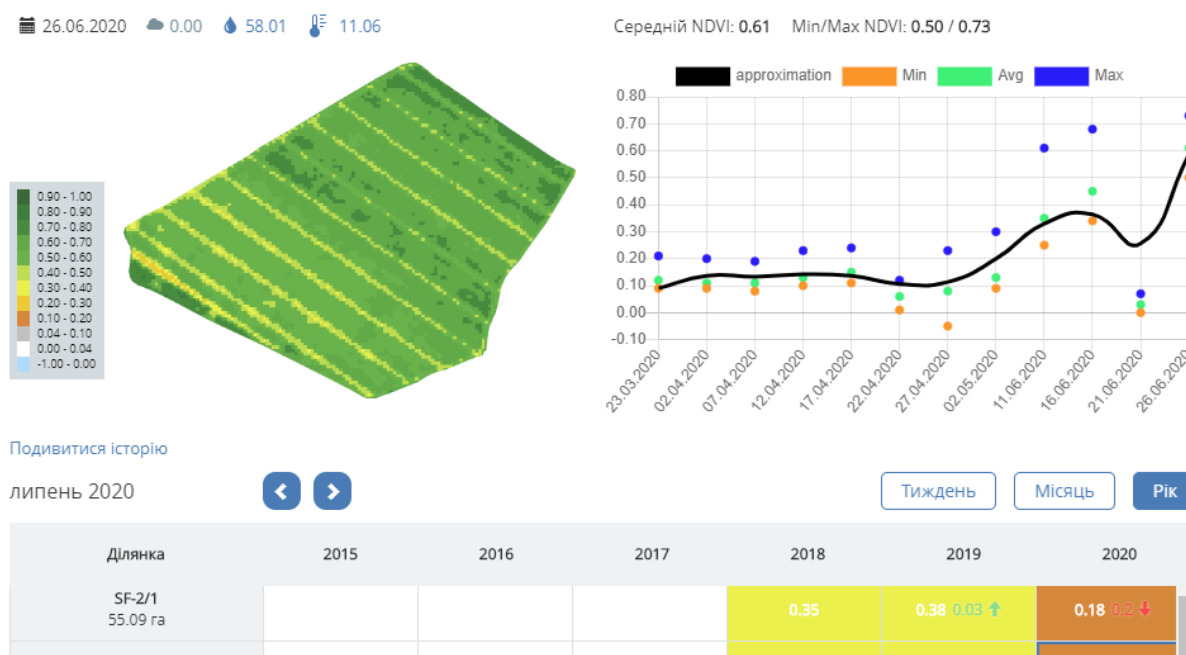 26.06.2020 0.00 58.01 11.06
Середній NDVI: 0.61 Min/Max NDVI: 0.50 / 0.73
approximation Min Avg Max
0.80
0.70
0.60
0.50
0.40
0.30
0.20
0.10
0.00
-0.10
23.03.2020 02.04.2020 07.04.2020 12.04.2020 17.04.2020 22.04.2020 27.04.2020 02.05.2020 11.06.2020 16.06.2020 21.06.2020 26.06.2020
0.90 - 1.00
0.80 - 0.90
0.70 - 0.80
0.60 - 0.70
0.50 - 0.60
0.40 - 0.50
0.30 - 0.40
0.20 - 0.30
0.10 - 0.20
0.04 - 0.10
0.00 - 0.04
-1.00 - 0.00
Подивитися історію
липень 2020
Тиждень Місяць Рік
Ділянка 2015 2016 2017 2018 2019 2020
SF-2/1
55.09 га
0.35 0.38 0.03 0.18 0.2